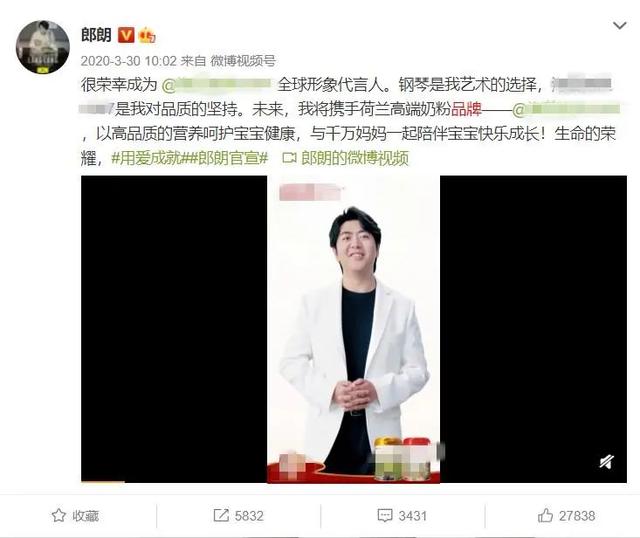 郎朗
2020-3-30 10:02 来自 微博视频号
很荣幸成为 @ 全球形象代言人。钢琴是我艺术的选择，
是我对品质的坚持。未来，我将携手荷兰高端奶粉品牌——@
，以高品质的营养呵护宝宝健康，与千万妈妈一起陪伴宝宝快乐成长！生命的荣
耀，#用爱成就##郎朗官宣# 郎朗的微博视频
收藏 5832 3431 27838